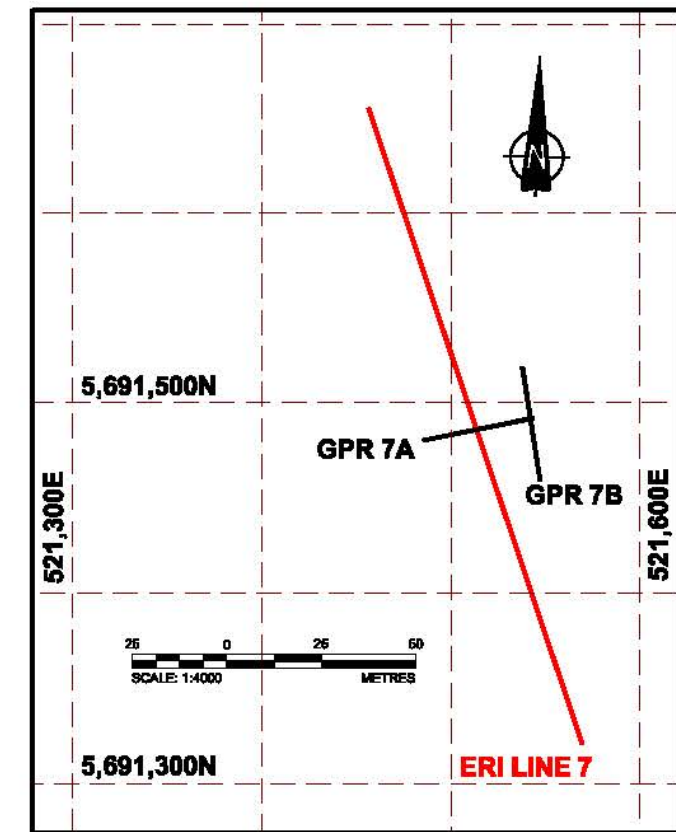 N
5,691,500N
GPR 7A
GPR 7B
521,300E
521,600E
25 0 25 50
SCALE: 1:4000 METRES
5,691,300N
ERI LINE 7